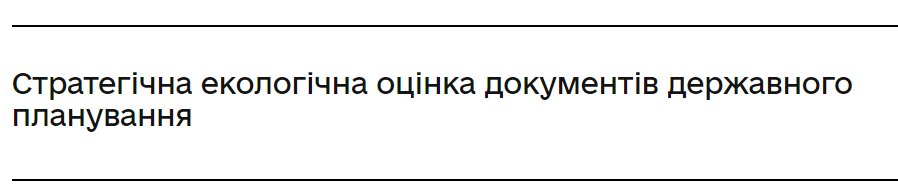 Стратегічна екологічна оцінка документів державного
планування